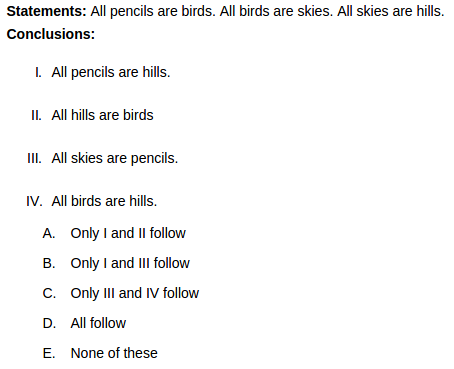 Statements: All pencils are birds. All birds are skies. All skies are hills.
Conclusions:
I. All pencils are hills.
II. All hills are birds
III. All skies are pencils.
IV. All birds are hills.
A. Only I and II follow
B. Only I and III follow
C. Only III and IV follow
D. All follow
E. None of these